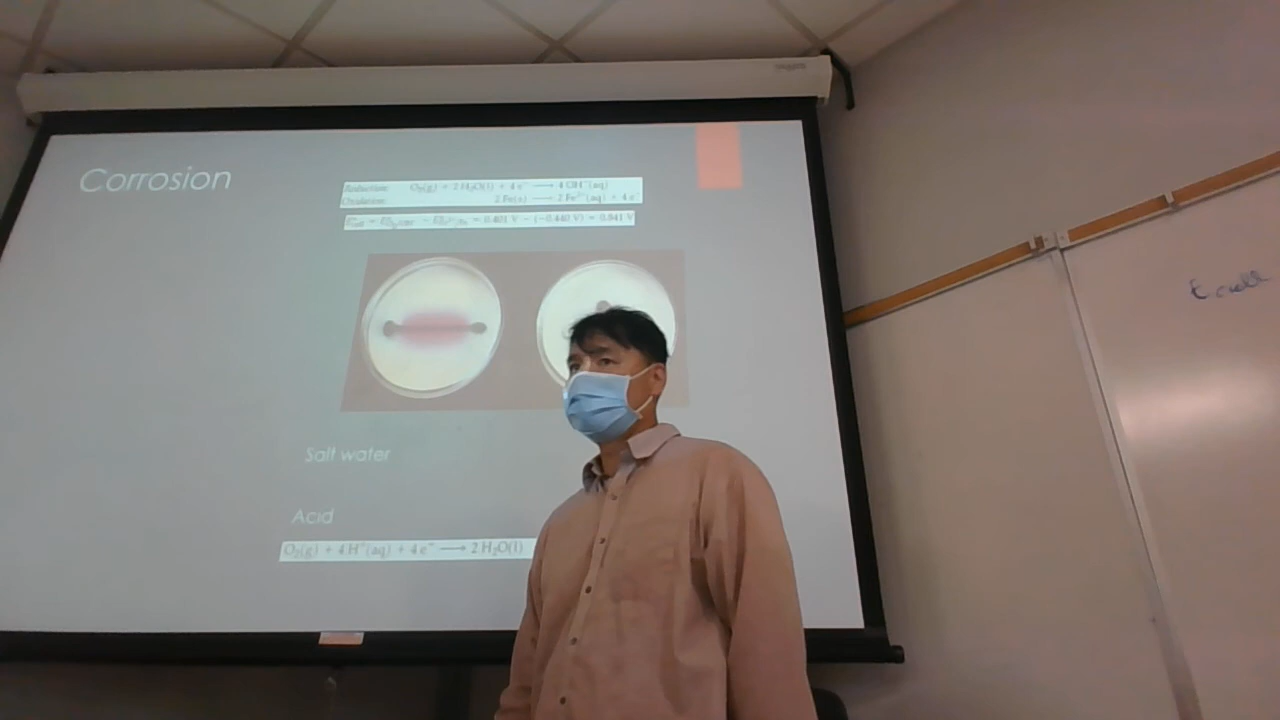 Corrosion
Reduction: O₂(g) + 2 H₂O(l) + 4 e⁻ ⟶ 4 OH⁻(aq)
Oxidation: 2 Fe(s) ⟶ 2 Fe²⁺(aq) + 4 e⁻
= 0.401 V − (−0.440 V) = 0.841 V
Salt water
Acid
O₂(g) + 4 H⁺(aq) + 4 e⁻ ⟶ 2 H₂O(l)